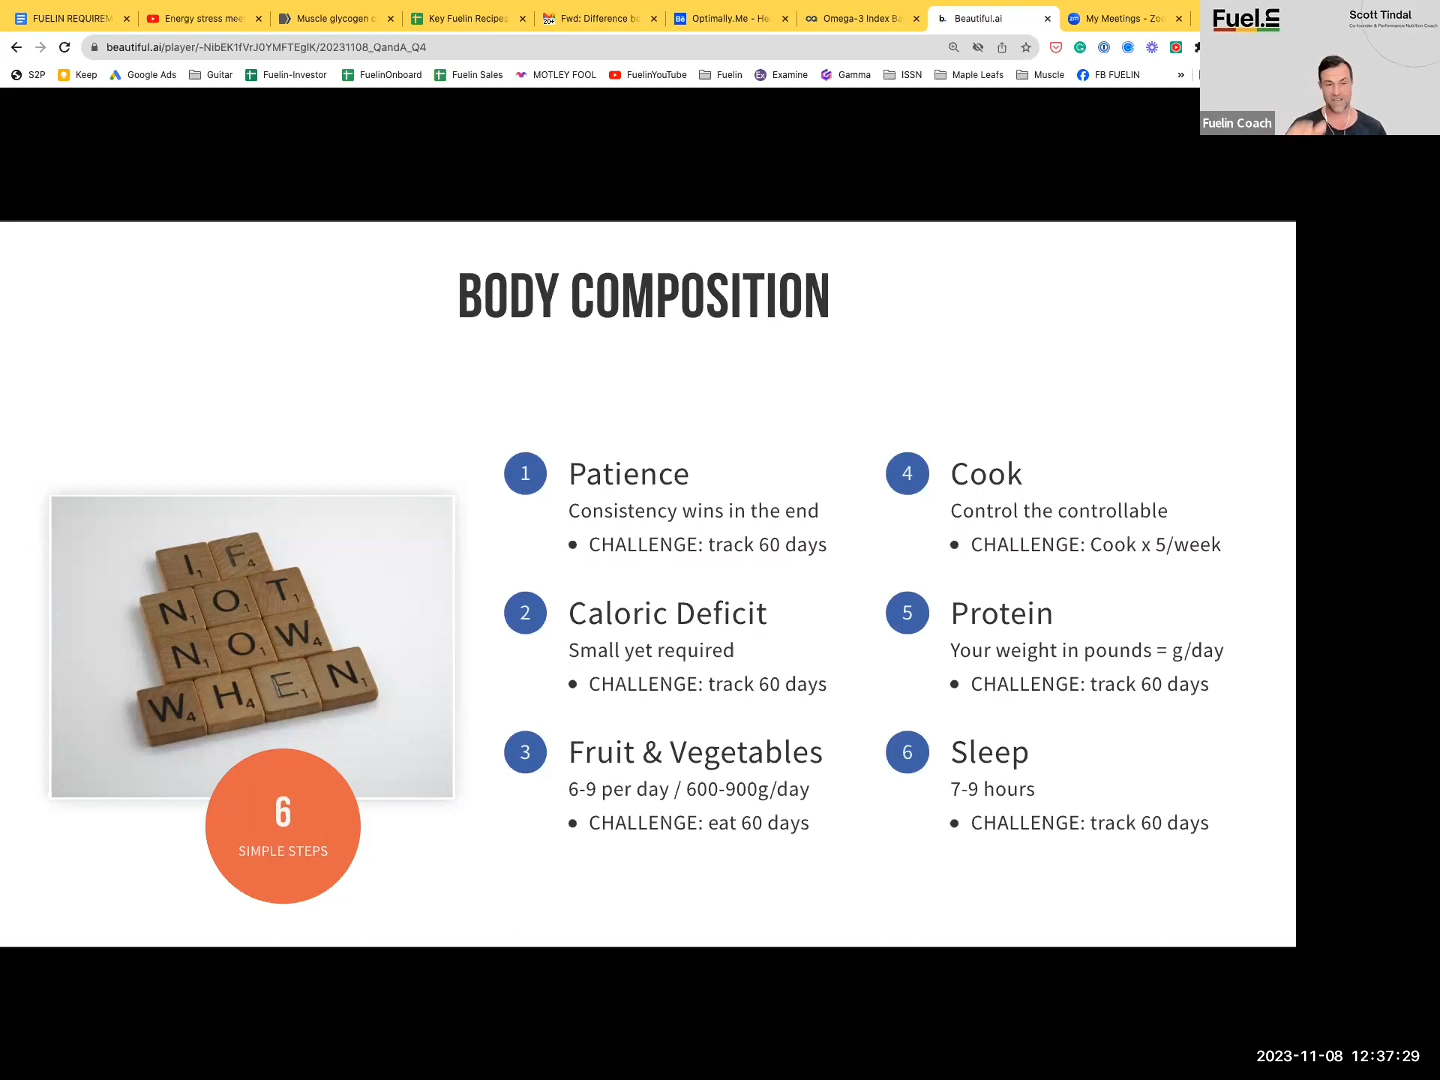 FUELIN REQUIREM
Energy stress mee
Muscle glycogen c
Key Fuelin Recipes
Fwd: Difference be
Optimally.Me - He
Omega-3 Index Ba
Beautiful.ai
My Meetings - Zoo
beautiful.ai/player/-NibEK1fVrJ0YMFTEgIK/20231108_QandA_Q4
S2P
Keep
Google Ads
Guitar
Fuelin-Investor
FuelinOnboard
Fuelin Sales
MOTLEY FOOL
FuelinYouTube
Fuelin
Examine
Gamma
ISSN
Maple Leafs
Muscle
FB FUELIN
»
Fuel.in
Scott Tindal
Co-founder & Performance Nutrition Coach
Fuelin Coach
BODY COMPOSITION
IF
NOT
NOW
WHEN
6
SIMPLE STEPS
1 Patience
Consistency wins in the end
• CHALLENGE: track 60 days
2 Caloric Deficit
Small yet required
• CHALLENGE: track 60 days
3 Fruit & Vegetables
6-9 per day / 600-900g/day
• CHALLENGE: eat 60 days
4 Cook
Control the controllable
• CHALLENGE: Cook x 5/week
5 Protein
Your weight in pounds = g/day
• CHALLENGE: track 60 days
6 Sleep
7-9 hours
• CHALLENGE: track 60 days
2023-11-08 12:37:29